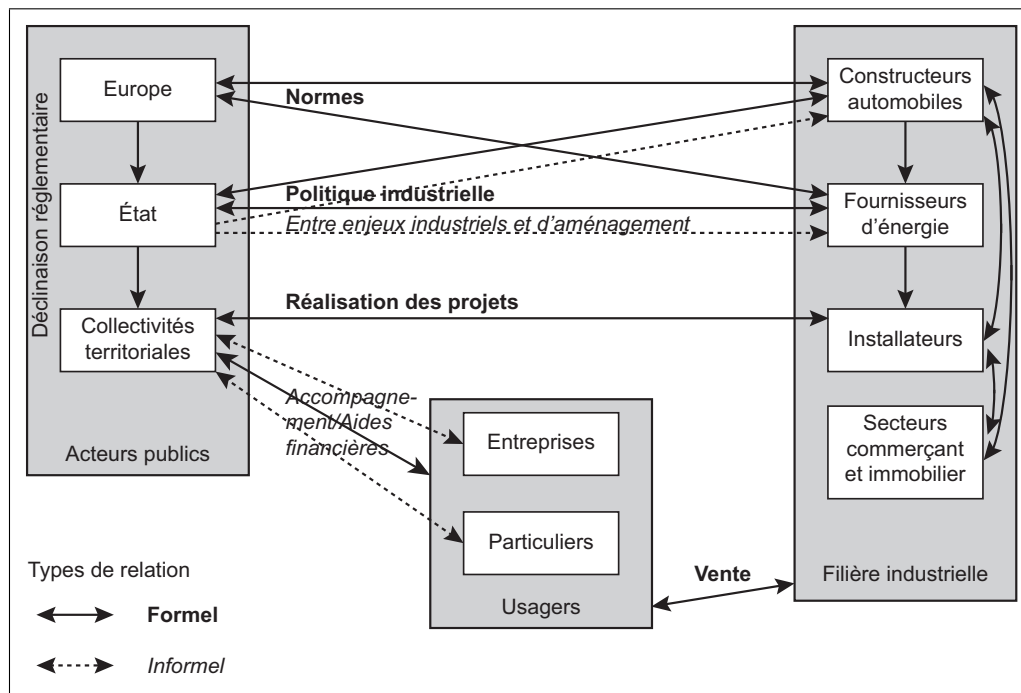 Déclinaison réglementaire
Europe
État
Collectivités
territoriales
Acteurs publics
Normes
Politique industrielle
Entre enjeux industriels et d’aménagement
Réalisation des projets
Accompagne-
ment/Aides
financières
Entreprises
Particuliers
Usagers
Vente
Constructeurs
automobiles
Fournisseurs
d’énergie
Installateurs
Secteurs
commerçant
et immobilier
Filière industrielle
Types de relation
Formel
Informel